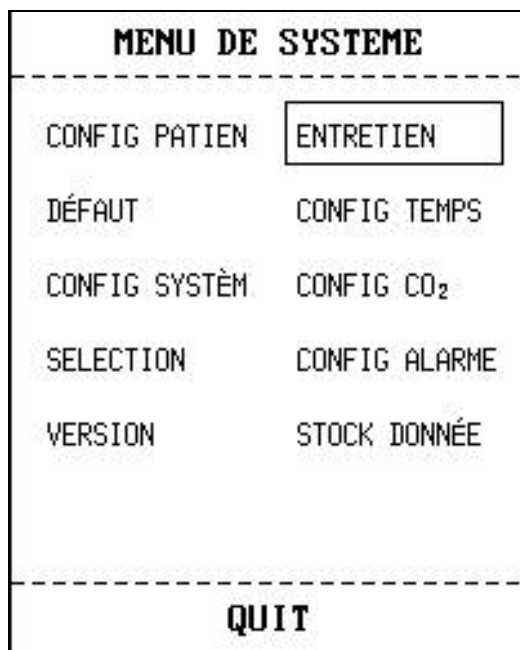 MENU DE SYSTEME
CONFIG PATIEN ENTRETIEN
DÉFAUT CONFIG TEMPS
CONFIG SYSTÈM CONFIG CO₂
SELECTION CONFIG ALARME
VERSION STOCK DONNÉE
QUIT